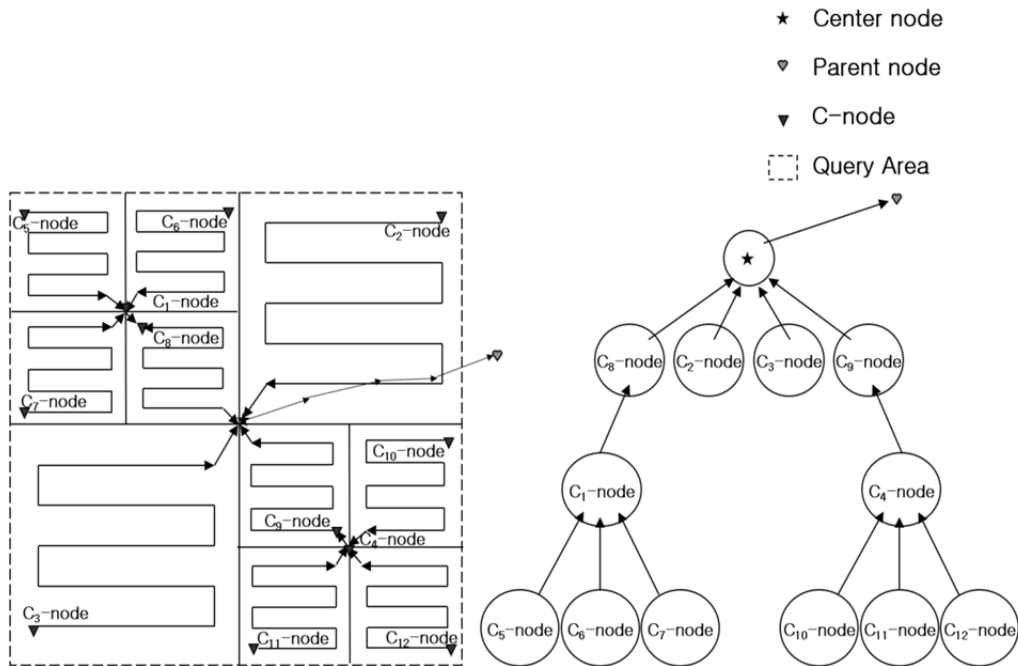 Center node
Parent node
C-node
Query Area
C₅-node
C₆-node
C₂-node
C₁-node
C₈-node
C₇-node
C₁₀-node
C₉-node
C₄-node
C₃-node
C₁₁-node
C₁₂-node
C₈-node
C₂-node
C₃-node
C₉-node
C₁-node
C₄-node
C₅-node
C₆-node
C₇-node
C₁₀-node
C₁₁-node
C₁₂-node